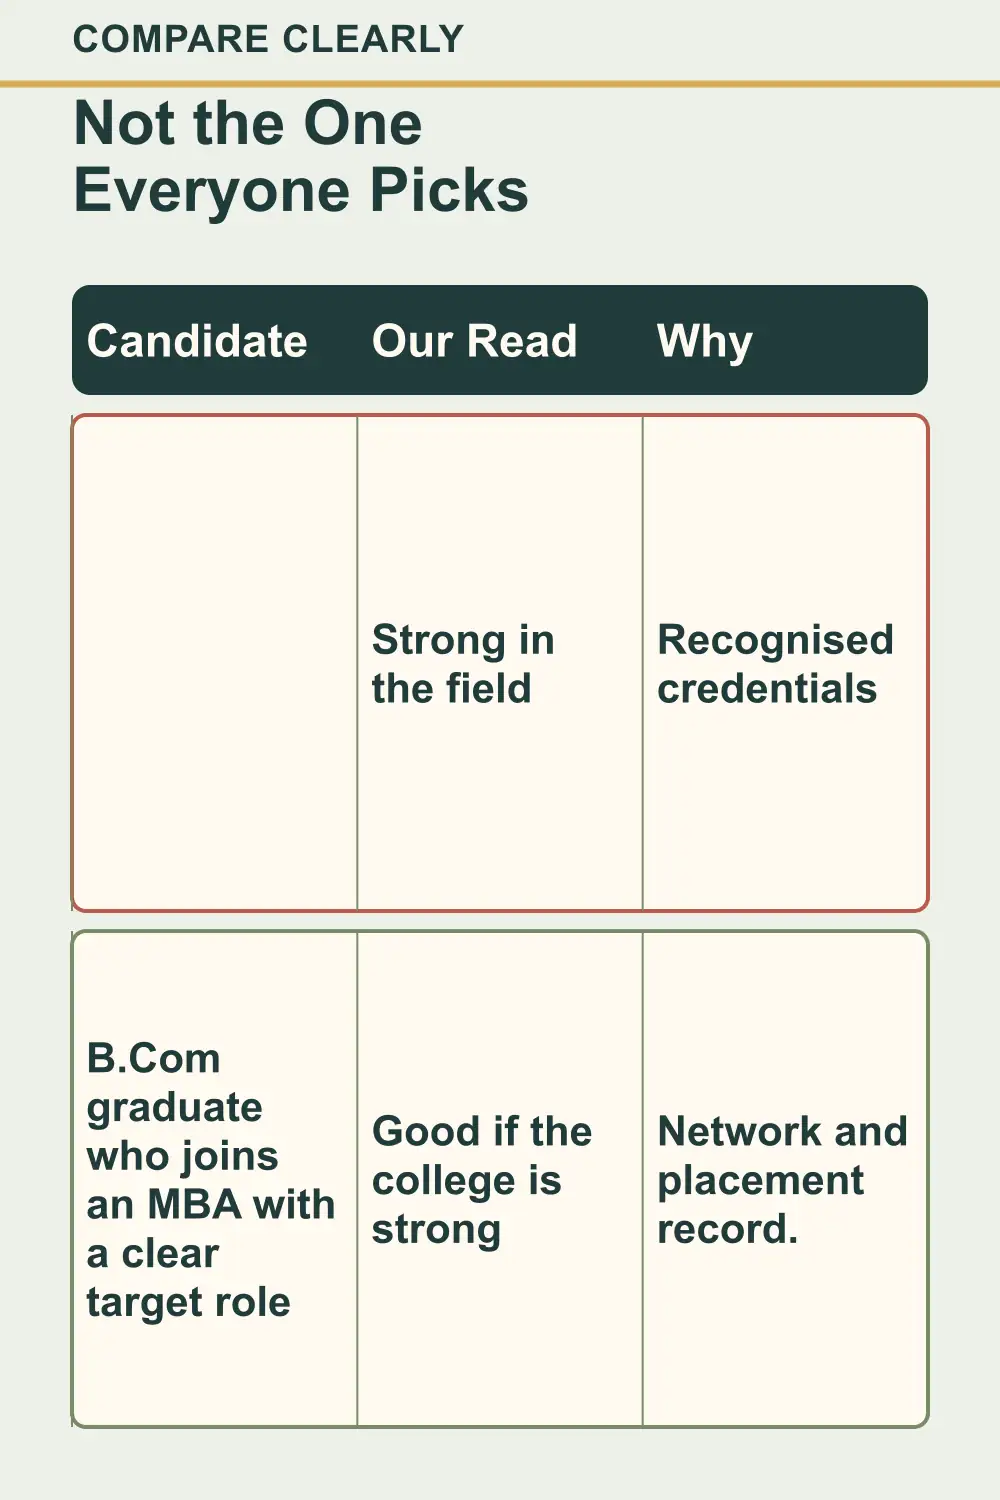 COMPARE CLEARLY
Not the One
Everyone Picks
Candidate
Our Read
Why
Strong in
the field
Recognised
credentials
B.Com
graduate
who joins
an MBA with
a clear
target role
Good if the
college is
strong
Network and
placement
record.